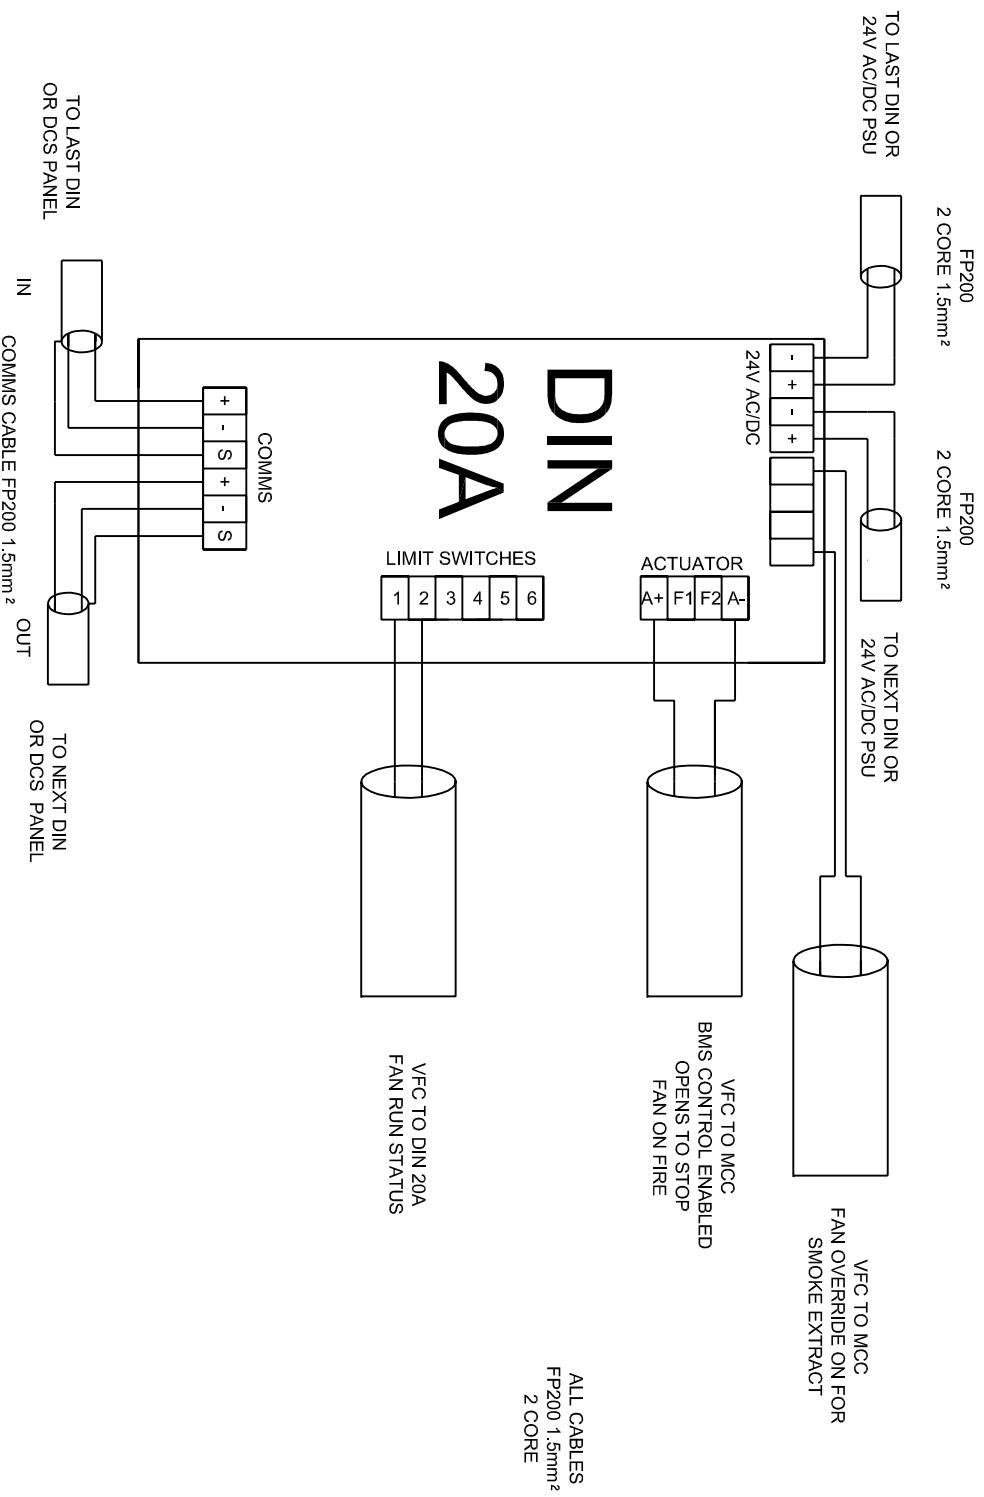 TO LAST DIN OR
24V AC/DC PSU
FP200
2 CORE 1.5mm²
FP200
2 CORE 1.5mm²
TO NEXT DIN OR
24V AC/DC PSU
- + - +
24V AC/DC
DIN
20A
COMMS
+ - S + - S
TO LAST DIN
OR DCS PANEL
IN
COMMS CABLE FP200 1.5mm²
OUT
TO NEXT DIN
OR DCS PANEL
LIMIT SWITCHES
1 2 3 4 5 6
ACTUATOR
A+ F1 F2 A-
VFC TO DIN 20A
FAN RUN STATUS
VFC TO MCC
BMS CONTROL ENABLED
OPENS TO STOP
FAN ON FIRE
VFC TO MCC
FAN OVERRIDE ON FOR
SMOKE EXTRACT
ALL CABLES
FP200 1.5mm²
2 CORE